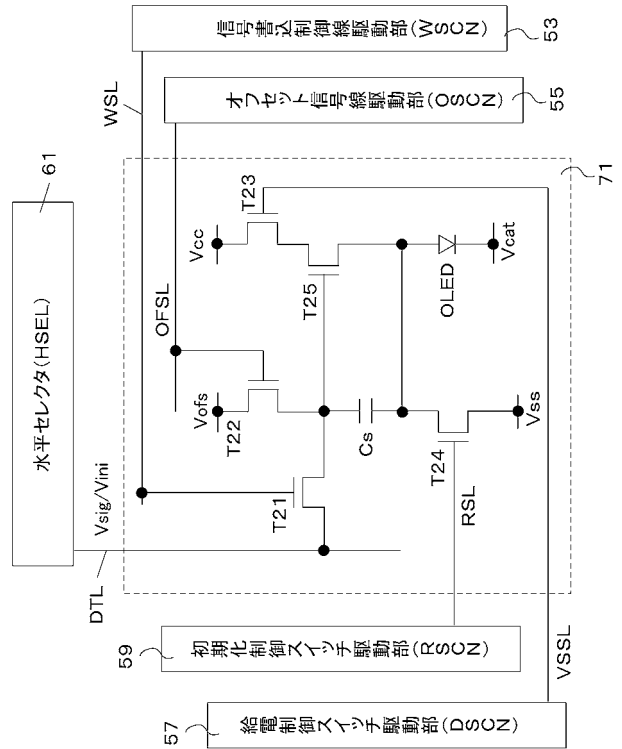 信号書込制御線駆動部(WSCN)
53
WSL
オフセット信号線駆動部(OSCN)
55
61
水平セレクタ(HSEL)
OFSL
71
Vcc
T23
T25
Vofs
T22
Cs
OLED
Vcat
Vsig/Vini
T21
T24
Vss
RSL
DTL
59
初期化制御スイッチ駆動部(RSCN)
VSSL
57
給電制御スイッチ駆動部(DSCN)